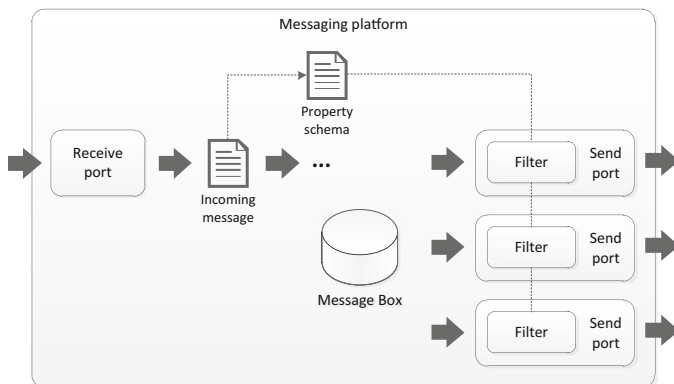 Messaging platform
Property
schema
Receive
port
Incoming
message
...
Filter
Send
port
Filter
Send
port
Message Box
Filter
Send
port